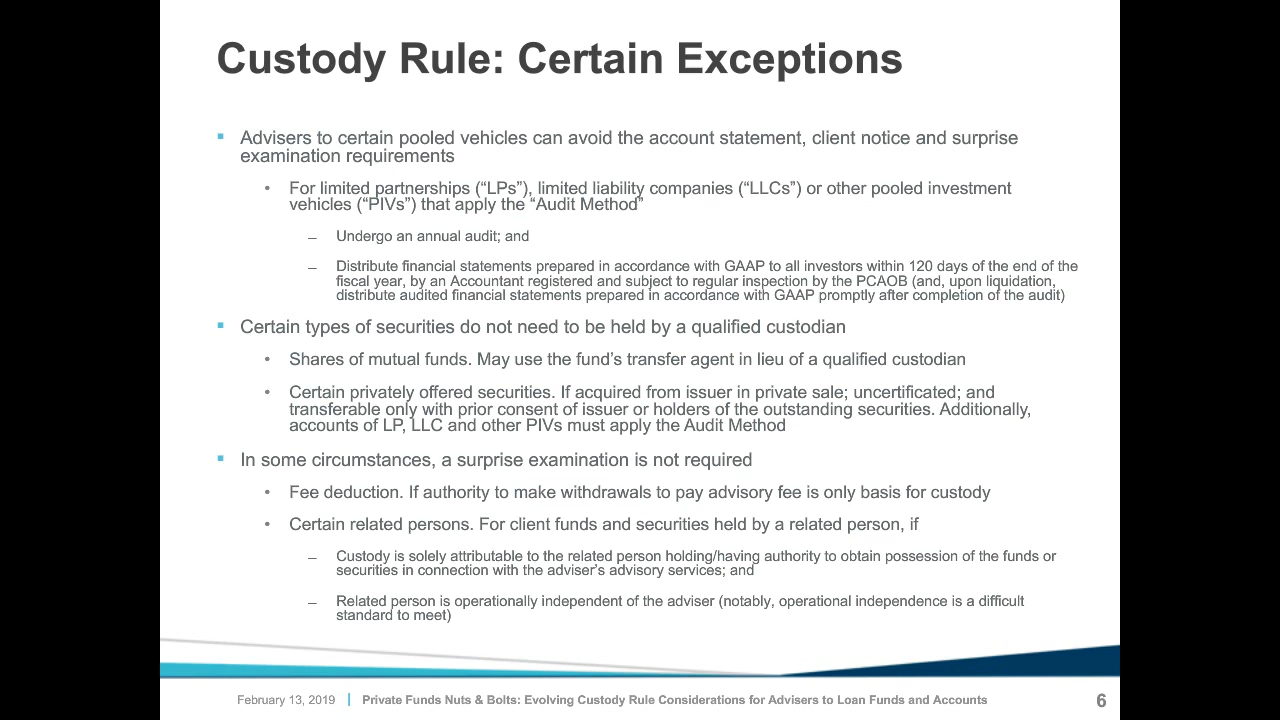 Custody Rule: Certain Exceptions
▪ Advisers to certain pooled vehicles can avoid the account statement, client notice and surprise
examination requirements
• For limited partnerships (“LPs”), limited liability companies (“LLCs”) or other pooled investment
vehicles (“PIVs”) that apply the “Audit Method”
– Undergo an annual audit; and
– Distribute financial statements prepared in accordance with GAAP to all investors within 120 days of the end of the
fiscal year, by an Accountant registered and subject to regular inspection by the PCAOB (and, upon liquidation,
distribute audited financial statements prepared in accordance with GAAP promptly after completion of the audit)
▪ Certain types of securities do not need to be held by a qualified custodian
• Shares of mutual funds. May use the fund’s transfer agent in lieu of a qualified custodian
• Certain privately offered securities. If acquired from issuer in private sale; uncertificated; and
transferable only with prior consent of issuer or holders of the outstanding securities. Additionally,
accounts of LP, LLC and other PIVs must apply the Audit Method
▪ In some circumstances, a surprise examination is not required
• Fee deduction. If authority to make withdrawals to pay advisory fee is only basis for custody
• Certain related persons. For client funds and securities held by a related person, if
– Custody is solely attributable to the related person holding/having authority to obtain possession of the funds or
securities in connection with the adviser’s advisory services; and
– Related person is operationally independent of the adviser (notably, operational independence is a difficult
standard to meet)
February 13, 2019 | Private Funds Nuts & Bolts: Evolving Custody Rule Considerations for Advisers to Loan Funds and Accounts 6